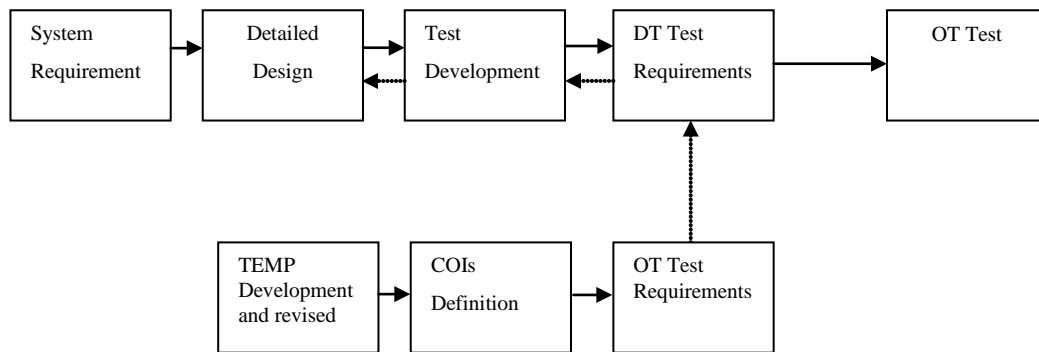 System
Requirement
Detailed
Design
Test
Development
DT Test
Requirements
OT Test
TEMP
Development
and revised
COIs
Definition
OT Test
Requirements